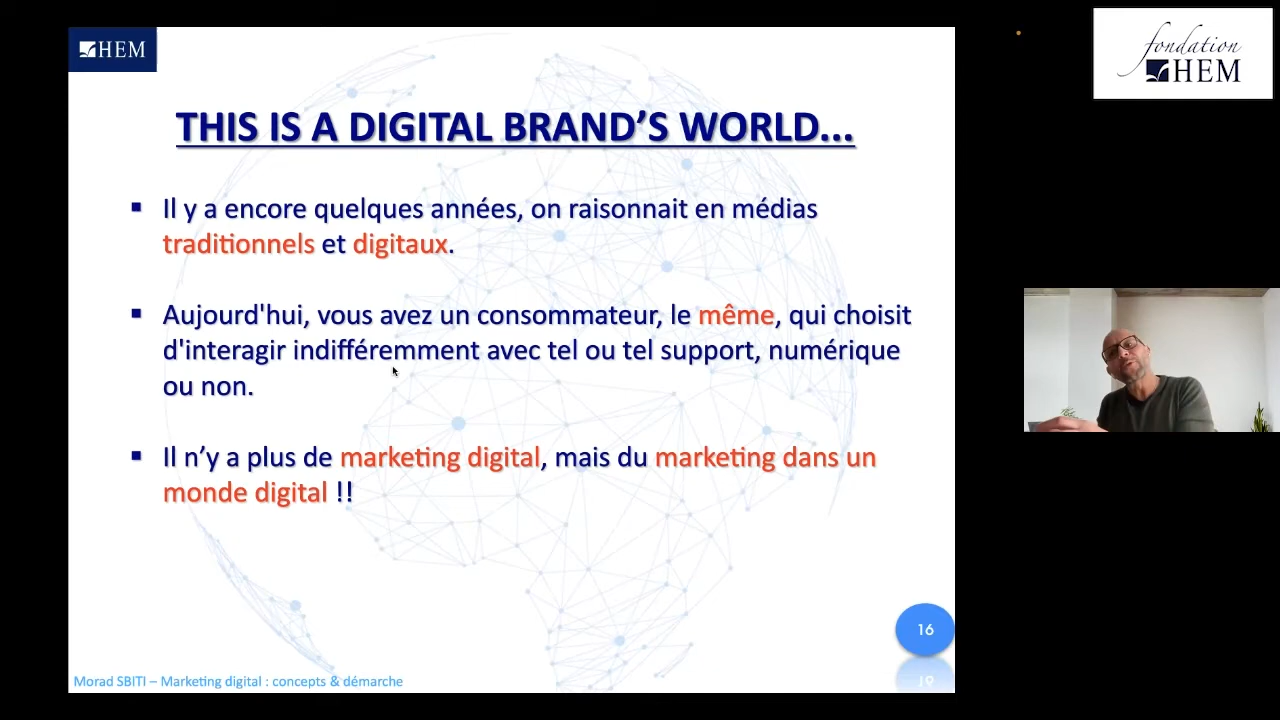 HEM
fondation
HEM
THIS IS A DIGITAL BRAND’S WORLD...
Il y a encore quelques années, on raisonnait en médias
traditionnels et digitaux.
Aujourd'hui, vous avez un consommateur, le même, qui choisit
d'interagir indifféremment avec tel ou tel support, numérique
ou non.
Il n’y a plus de marketing digital, mais du marketing dans un
monde digital !!
16
Morad SBITI – Marketing digital : concepts & démarche